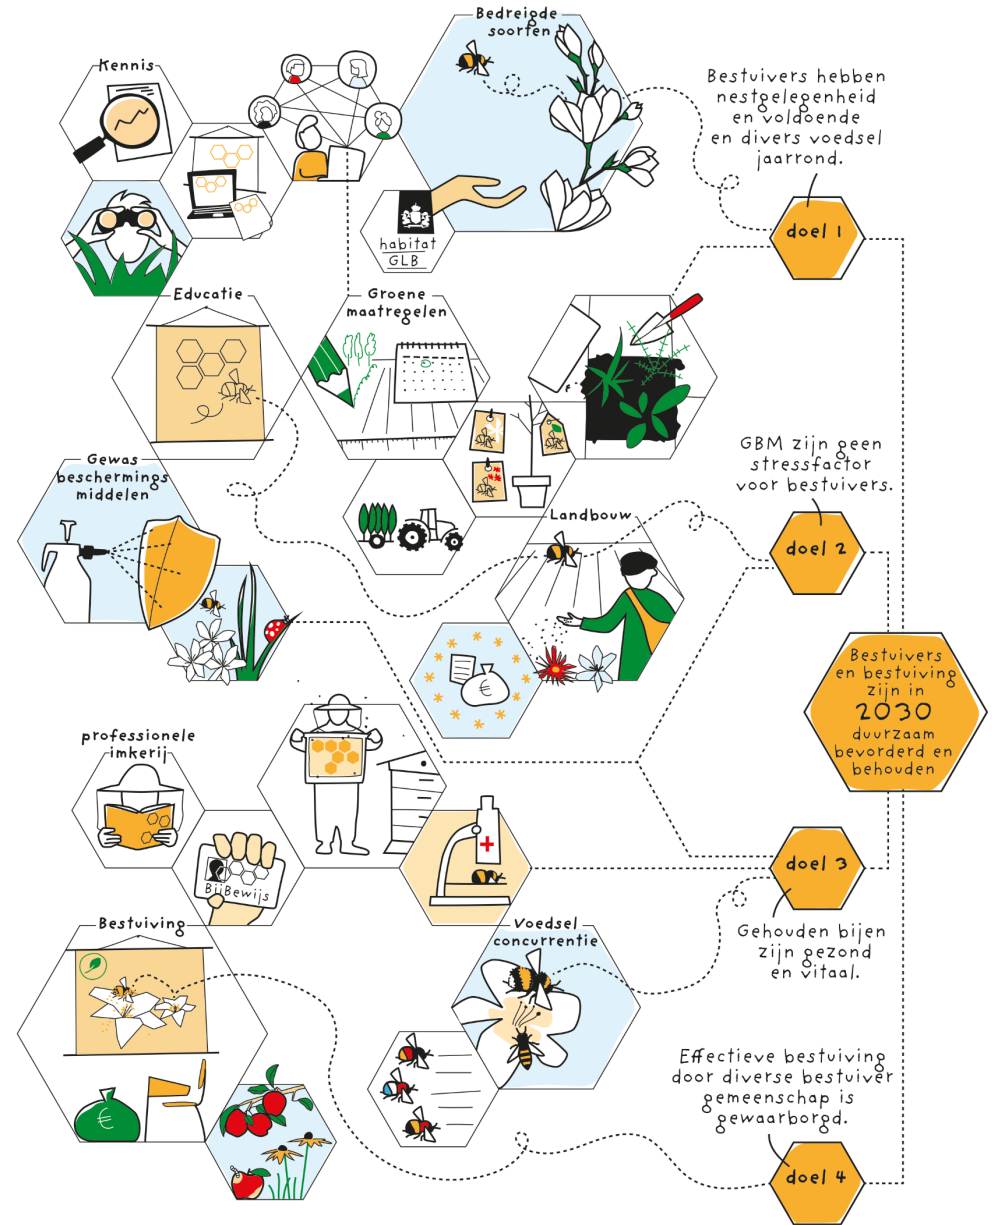 Bedreigde
soorten
Kennis
Bestuivers hebben
nestgelegenheid
en voldoende
en divers voedsel
jaarrond.
doel 1
habitat
GLB
Educatie
Groene
maatregelen
GBM zijn geen
stressfactor
voor bestuivers.
doel 2
Gewas
beschermings
middelen
Landbouw
Bestuivers
en bestuiving
zijn in
2030
duurzaam
bevorderd en
behouden
€
professionele
imkerij
BijBewijs
doel 3
Gehouden bijen
zijn gezond
en vitaal.
Bestuiving
Voedsel
concurrentie
€
Effectieve bestuiving
door diverse bestuiver
gemeenschap is
gewaarborgd.
doel 4